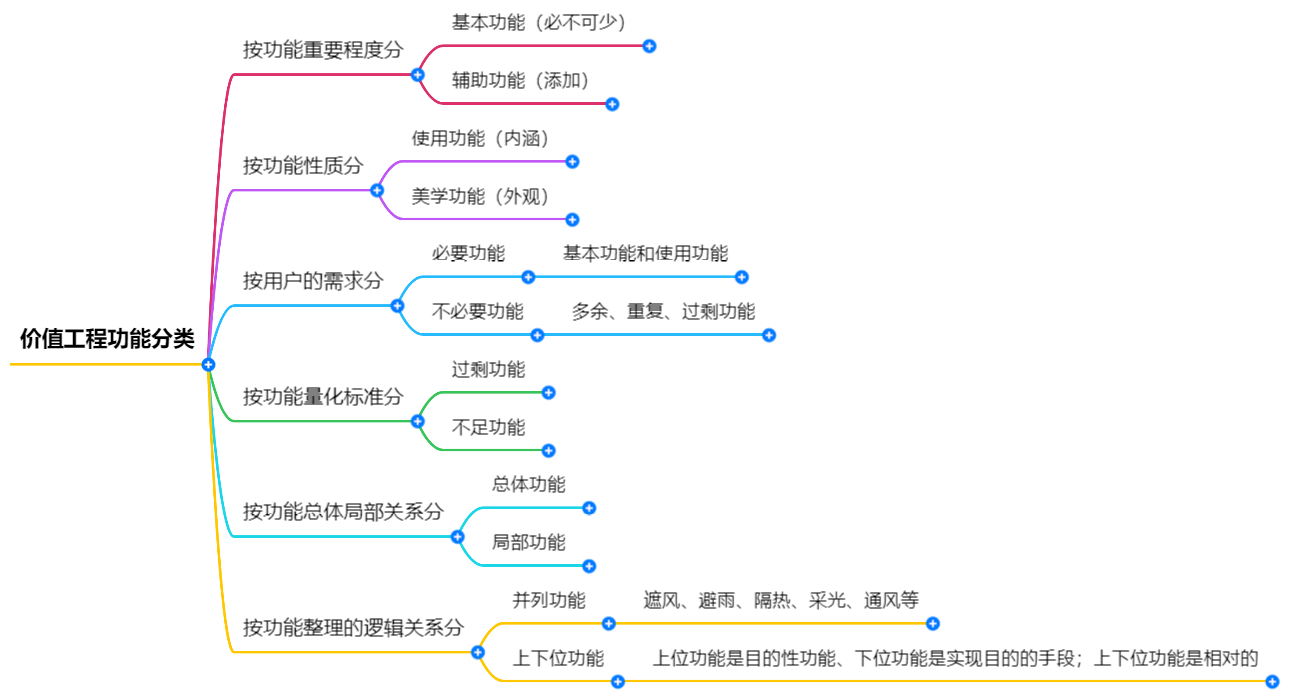 价值工程功能分类
按功能重要程度分
基本功能（必不可少）
辅助功能（添加）
按功能性质分
使用功能（内涵）
美学功能（外观）
按用户的需求分
必要功能
基本功能和使用功能
不必要功能
多余、重复、过剩功能
按功能量化标准分
过剩功能
不足功能
按功能总体局部关系分
总体功能
局部功能
按功能整理的逻辑关系分
并列功能
遮风、避雨、隔热、采光、通风等
上下位功能
上位功能是目的性功能、下位功能是实现目的的手段；上下位功能是相对的